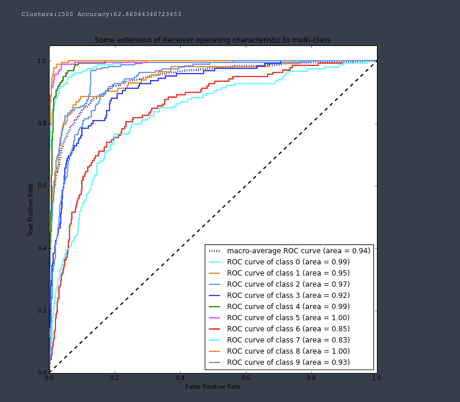 Clusters:1500 Accuracy:62.66044340723453
Some extension of Receiver operating characteristic to multi-class
1.0
0.8
0.6
0.4
0.2
0.0
True Positive Rate
macro-average ROC curve (area = 0.94)
ROC curve of class 0 (area = 0.99)
ROC curve of class 1 (area = 0.95)
ROC curve of class 2 (area = 0.97)
ROC curve of class 3 (area = 0.92)
ROC curve of class 4 (area = 0.99)
ROC curve of class 5 (area = 1.00)
ROC curve of class 6 (area = 0.85)
ROC curve of class 7 (area = 0.83)
ROC curve of class 8 (area = 1.00)
ROC curve of class 9 (area = 0.93)
0.0 0.2 0.4 0.6 0.8 1.0
False Positive Rate